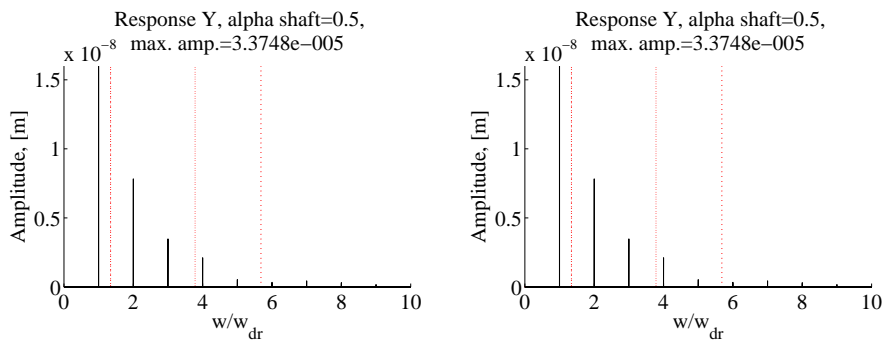 Response Y, alpha shaft=0.5,
max. amp.=3.3748e−005
x 10−8
1.5
1
0.5
0
Amplitude, [m]
0 2 4 6 8 10
w/wdr
Response Y, alpha shaft=0.5,
max. amp.=3.3748e−005
x 10−8
1.5
1
0.5
0
Amplitude, [m]
0 2 4 6 8 10
w/wdr